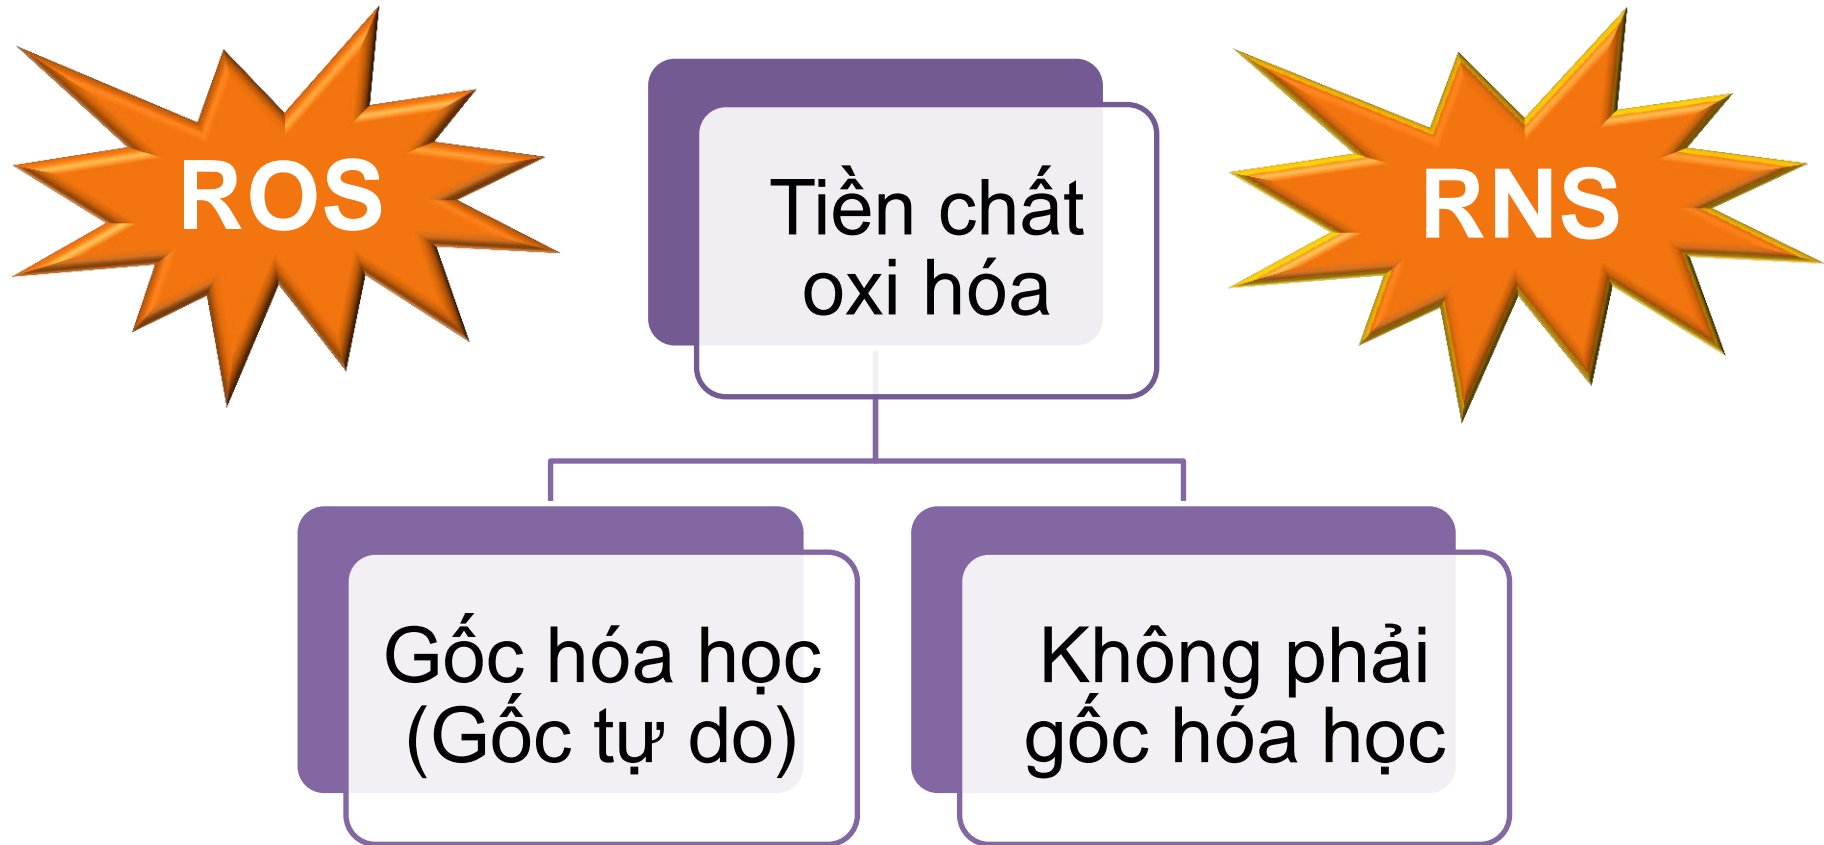 ROS
Tiền chất
oxi hóa
RNS
Gốc hóa học
(Gốc tự do)
Không phải
gốc hóa học